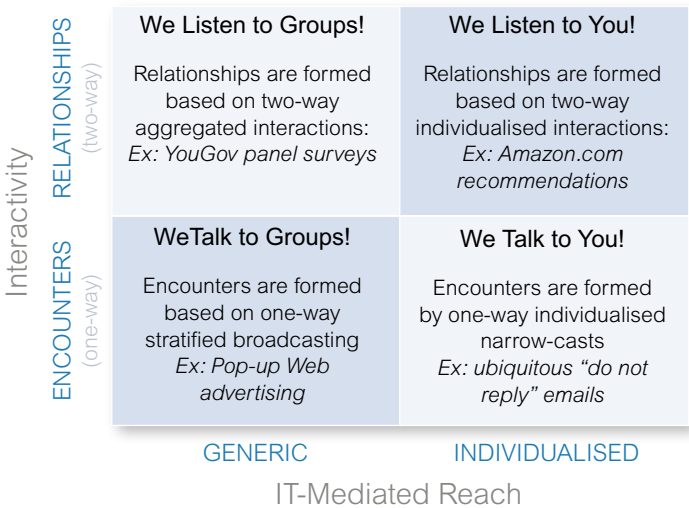 Interactivity
RELATIONSHIPS
(two-way)
We Listen to Groups!
Relationships are formed
based on two-way
aggregated interactions:
Ex: YouGov panel surveys
We Listen to You!
Relationships are formed
based on two-way
individualised interactions:
Ex: Amazon.com
recommendations
ENCOUNTERS
(one-way)
WeTalk to Groups!
Encounters are formed
based on one-way
stratified broadcasting
Ex: Pop-up Web
advertising
We Talk to You!
Encounters are formed
by one-way individualised
narrow-casts
Ex: ubiquitous “do not
reply” emails
GENERIC
INDIVIDUALISED
IT-Mediated Reach